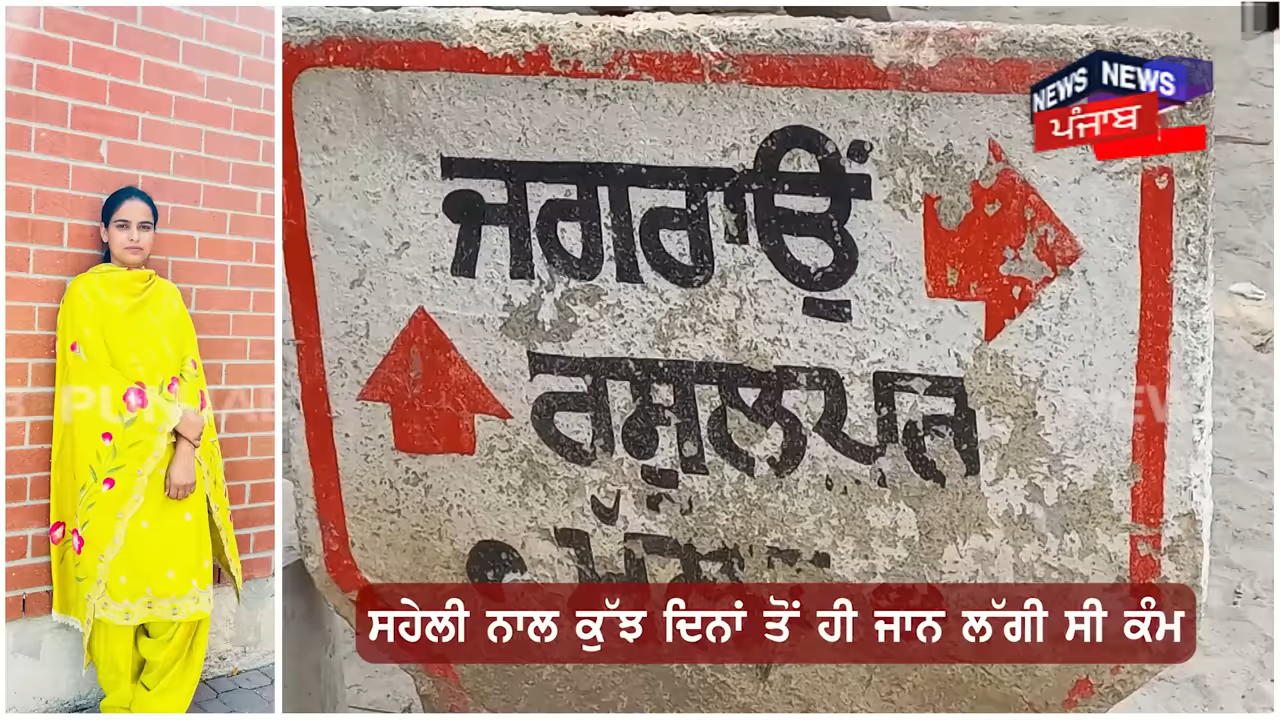 NEWS NEWS
ਪੰਜਾਬ
ਜਗਰਾਉਂ
ਰਸੂਲਪੁਰ
ਸਹੇਲੀ ਨਾਲ ਕੁੱਝ ਦਿਨਾਂ ਤੋਂ ਹੀ ਜਾਨ ਲੱਗੀ ਸੀ ਕੰਮ